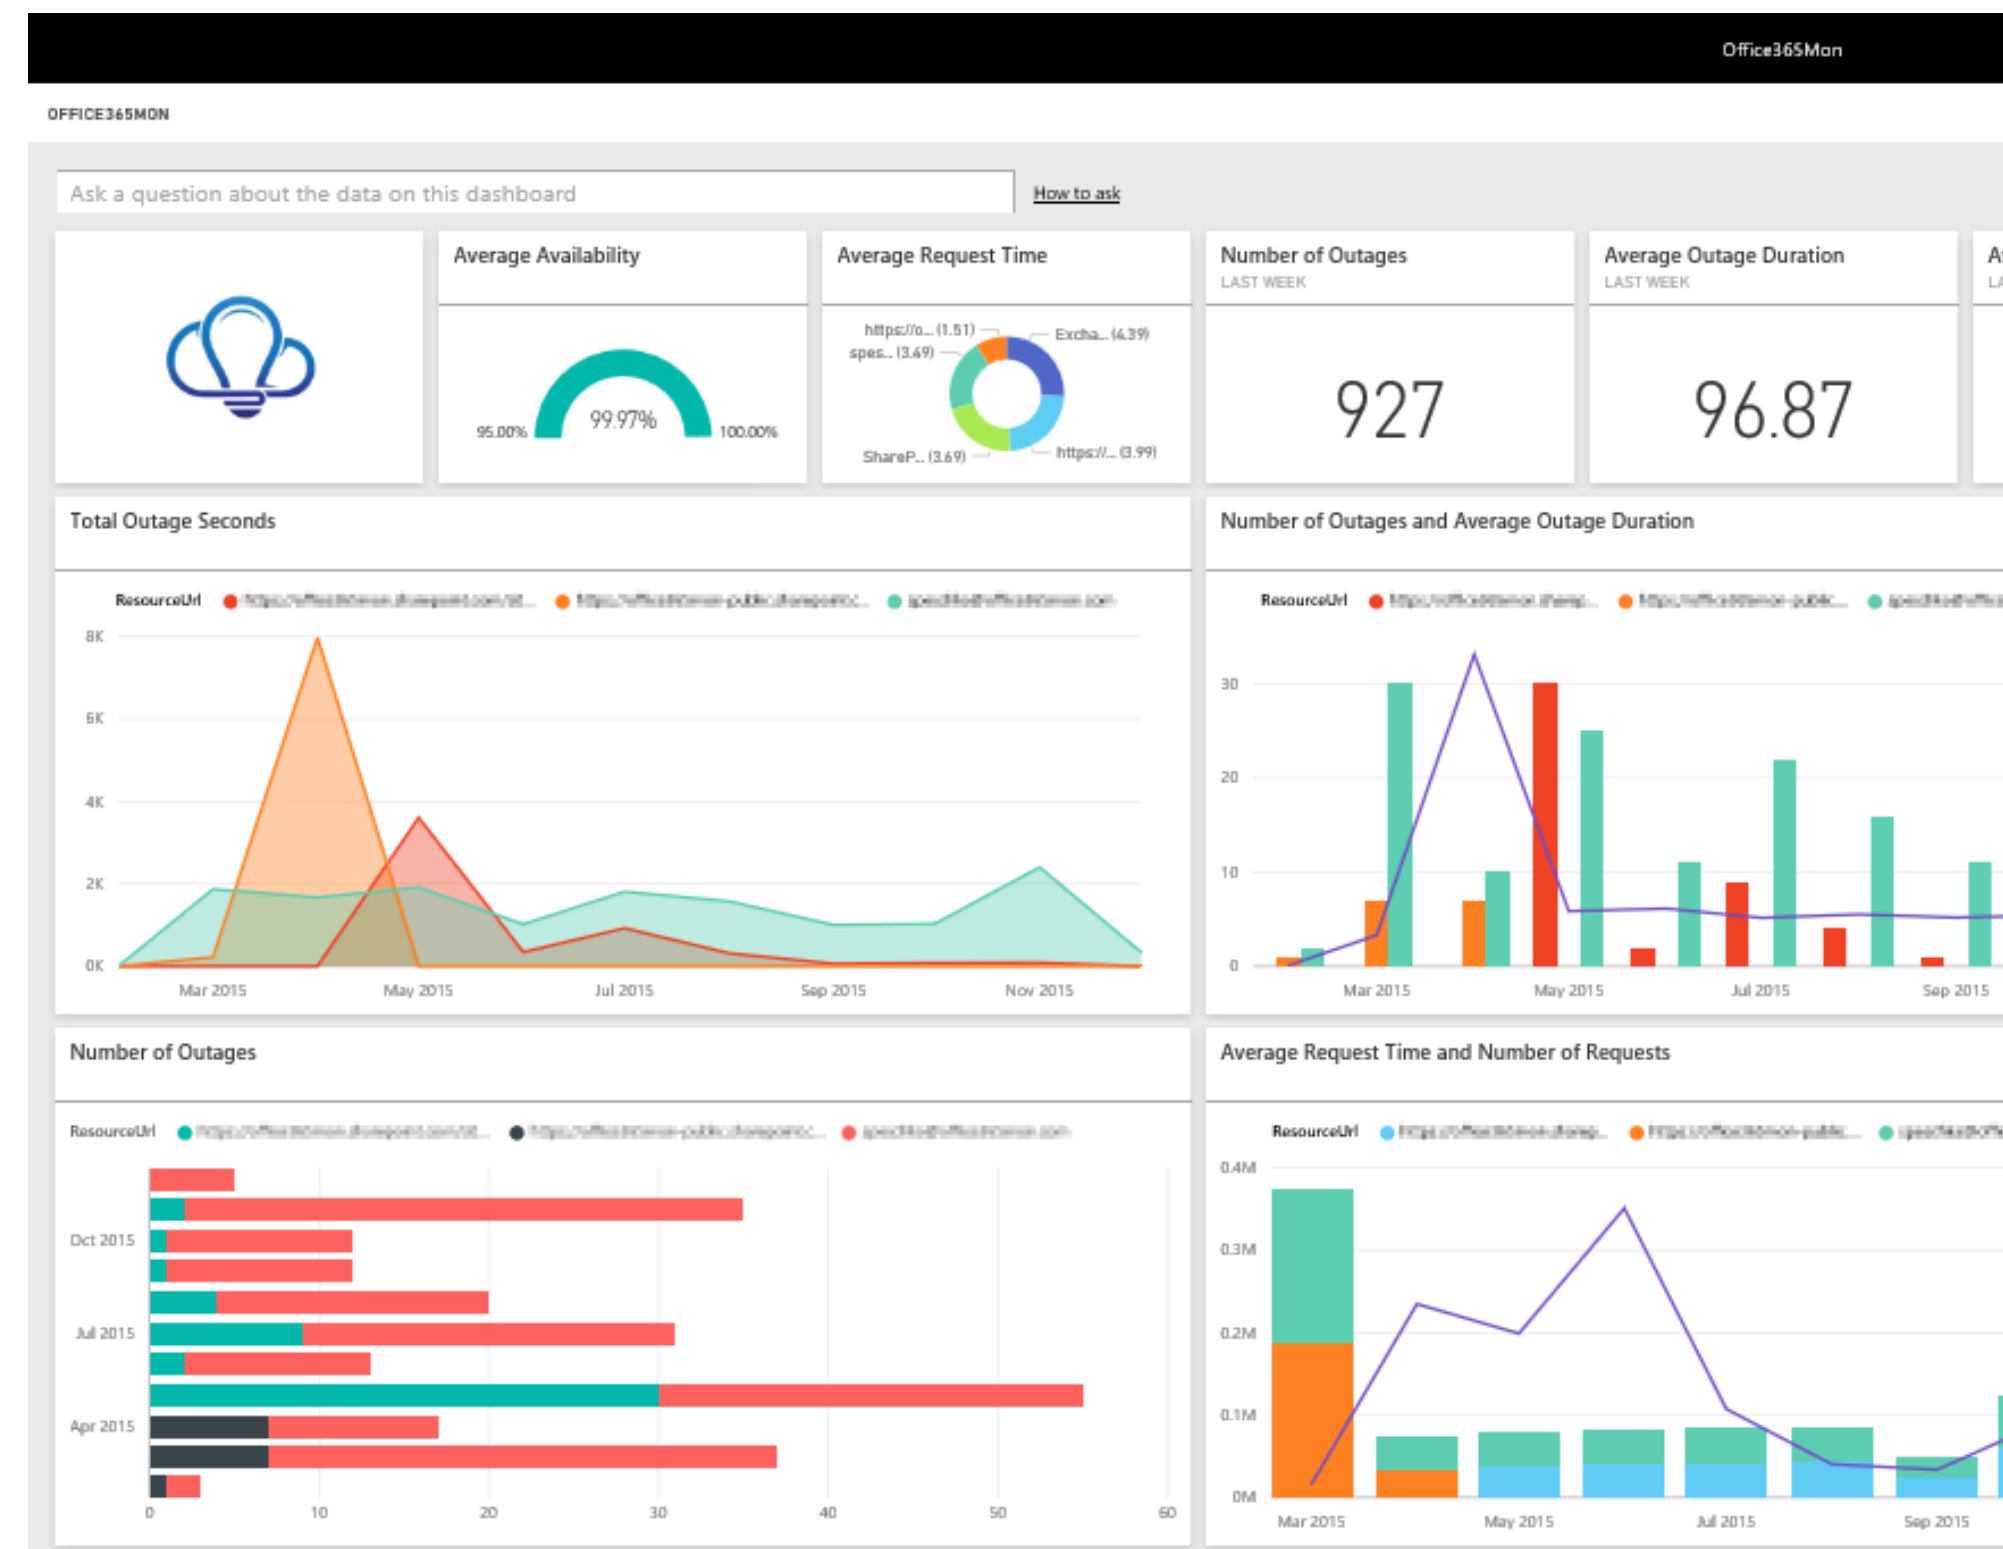 Office365Mon
OFFICE365MON
Ask a question about the data on this dashboard
How to ask
Average Availability
99.97%
95.00%
100.00%
Average Request Time
https://o... (1.51)
Excha... (4.39)
spes... (3.49)
ShareP... (3.69)
https://... (3.99)
Number of Outages
LAST WEEK
927
Average Outage Duration
LAST WEEK
96.87
Total Outage Seconds
ResourceUrl
8K
6K
4K
2K
0K
Mar 2015
May 2015
Jul 2015
Sep 2015
Nov 2015
Number of Outages and Average Outage Duration
ResourceUrl
30
20
10
0
Mar 2015
May 2015
Jul 2015
Sep 2015
Number of Outages
ResourceUrl
Oct 2015
Jul 2015
Apr 2015
0
10
20
30
40
50
60
Average Request Time and Number of Requests
ResourceUrl
0.4M
0.3M
0.2M
0.1M
0M
Mar 2015
May 2015
Jul 2015
Sep 2015